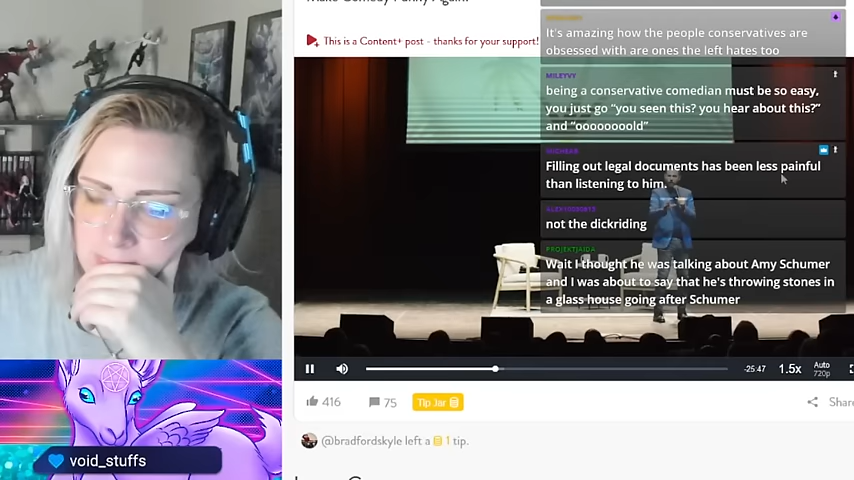 Make Comedy Funny Again!
This is a Content+ post - thanks for your support!
It's amazing how the people conservatives are
obsessed with are ones the left hates too
MILEYVY
being a conservative comedian must be so easy,
you just go “you seen this? you hear about this?”
and “oooooooold”
Filling out legal documents has been less painful
than listening to him.
not the dickriding
PROJEKTJAIDA
Wait I thought he was talking about Amy Schumer
and I was about to say that he's throwing stones in
a glass house going after Schumer
-25:47
1.5x
Auto
720p
416
75
Tip Jar
Share
@bradfordskyle left a 1 tip.
void_stuffs